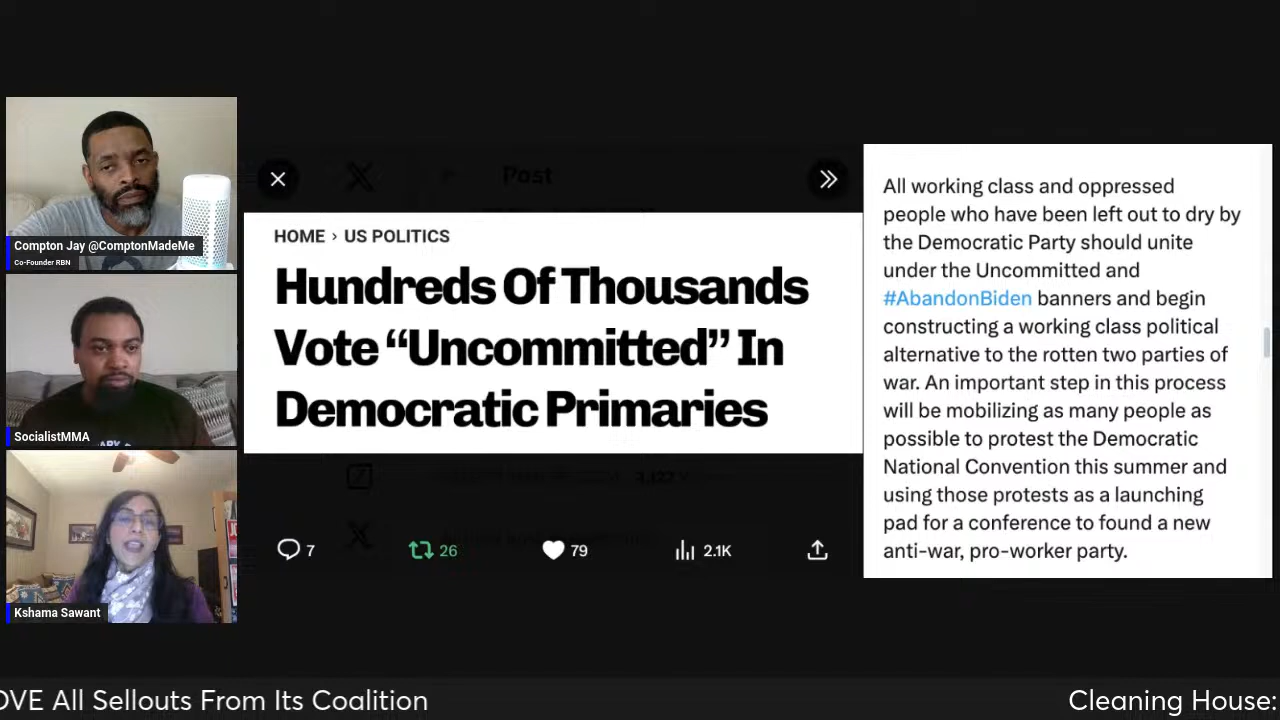 Compton Jay @ComptonMadeMe
Co-Founder RBN
SocialistMMA
Kshama Sawant
Post
HOME › US POLITICS
Hundreds Of Thousands
Vote “Uncommitted” In
Democratic Primaries
7
26
79
2.1K
All working class and oppressed
people who have been left out to dry by
the Democratic Party should unite
under the Uncommitted and
#AbandonBiden banners and begin
constructing a working class political
alternative to the rotten two parties of
war. An important step in this process
will be mobilizing as many people as
possible to protest the Democratic
National Convention this summer and
using those protests as a launching
pad for a conference to found a new
anti-war, pro-worker party.
OVE All Sellouts From Its Coalition
Cleaning House: